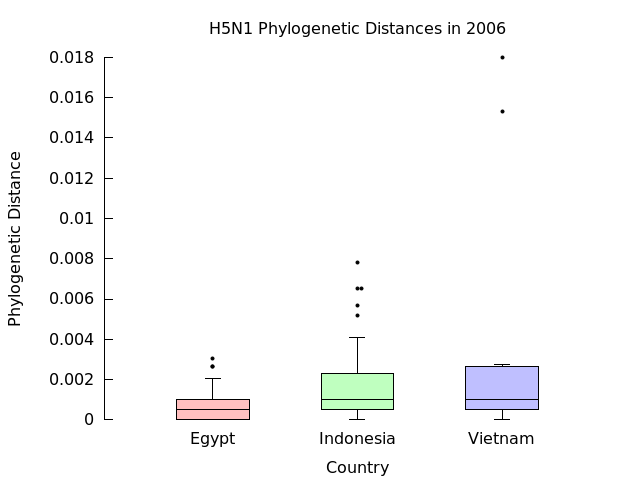 H5N1 Phylogenetic Distances in 2006
0.018
0.016
0.014
0.012
0.01
0.008
0.006
0.004
0.002
0
Phylogenetic Distance
Egypt Indonesia Vietnam
Country